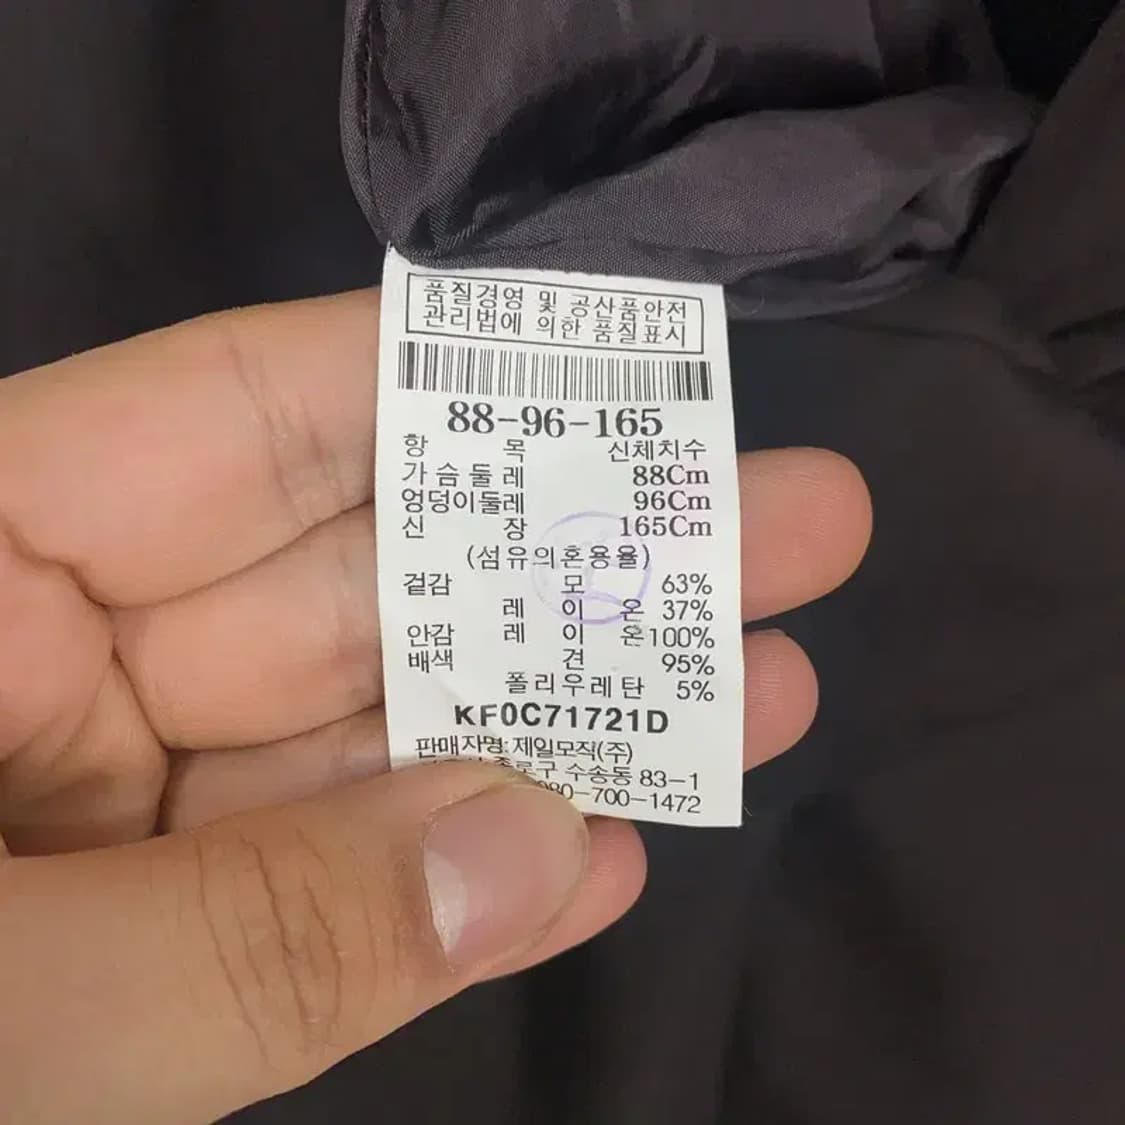 품질경영 및 공산품안전
관리법에 의한 품질표시
88-96-165
항 목 신체치수
가슴둘레 88Cm
엉덩이둘레 96Cm
신 장 165Cm
(섬유의혼용율)
겉감 모 63%
레이온 37%
안감 레이온 100%
배색 견 95%
폴리우레탄 5%
KF0C71721D
판매자명: 제일모직(주)
종로구 수송동 83-1
080-700-1472